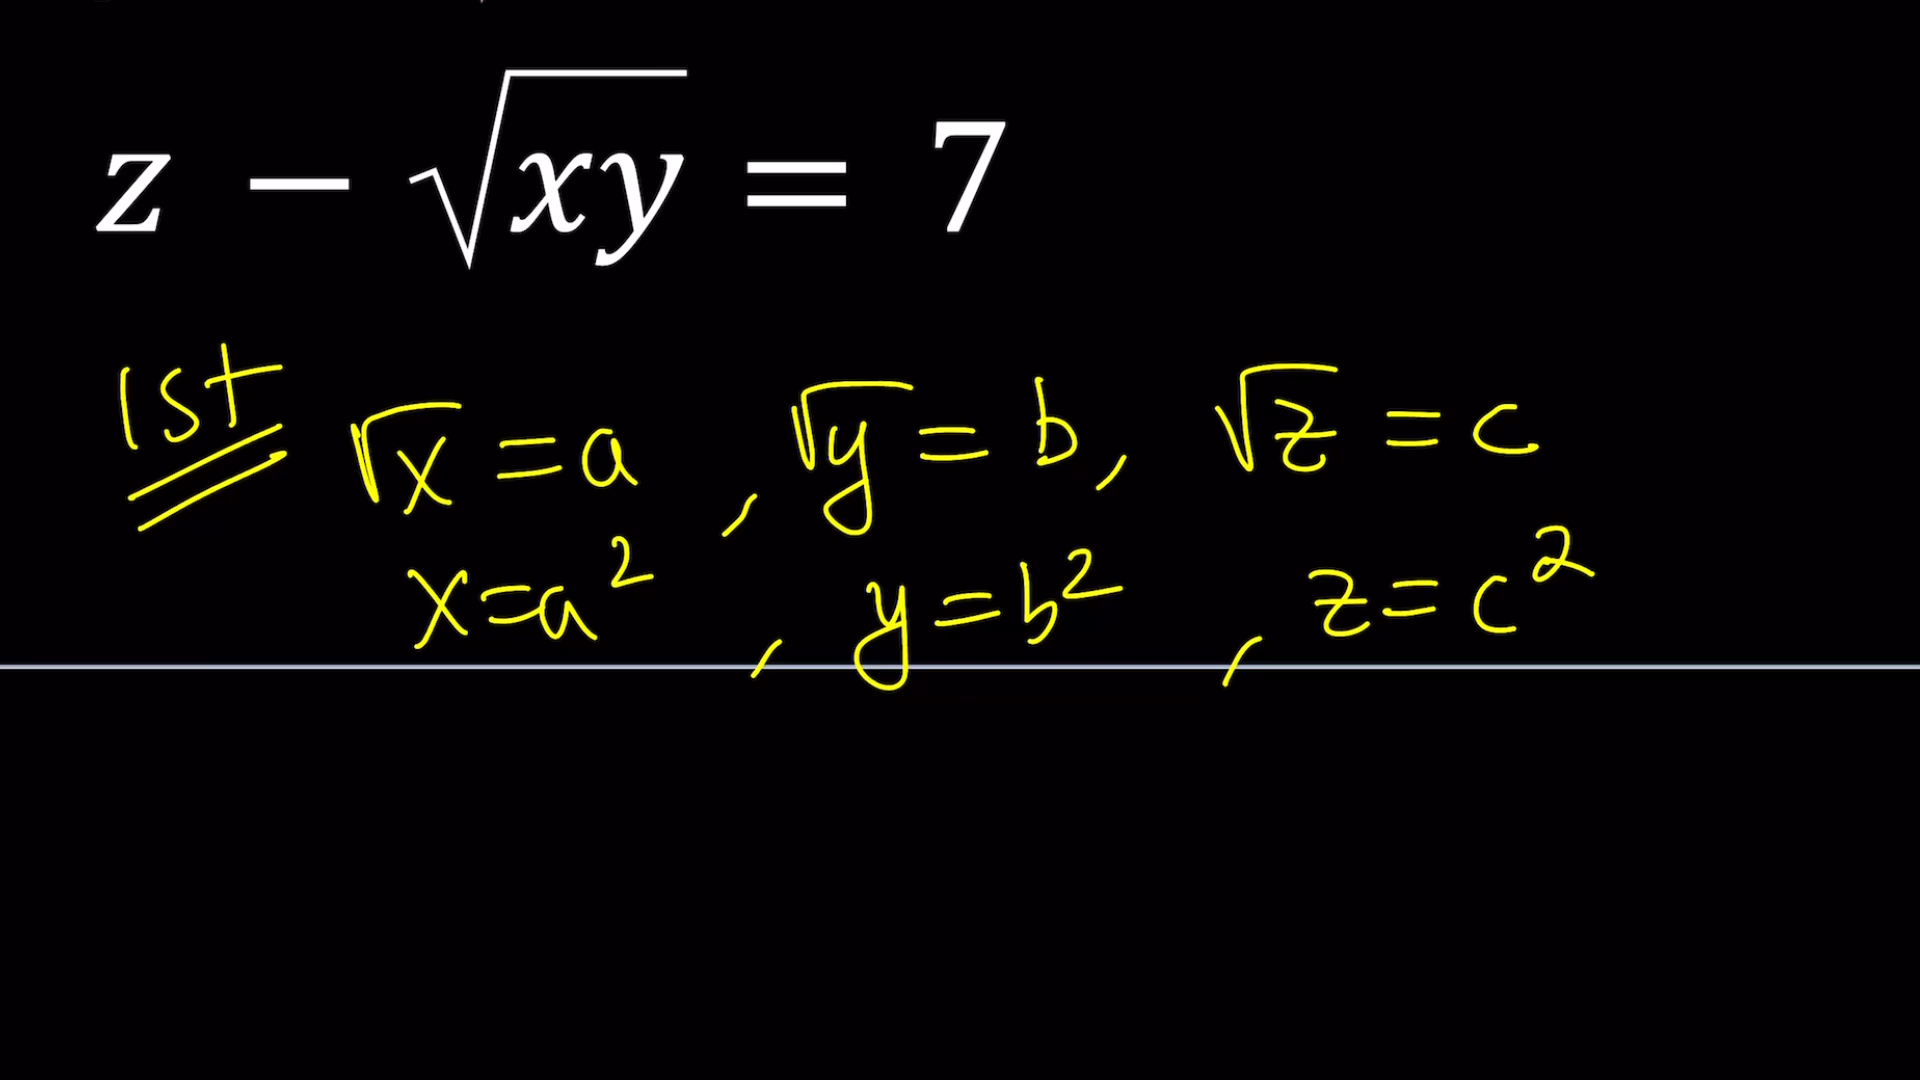 z − √xy = 7
1st √x = a , √y = b, √z = c
x=a² , y=b² , z=c²